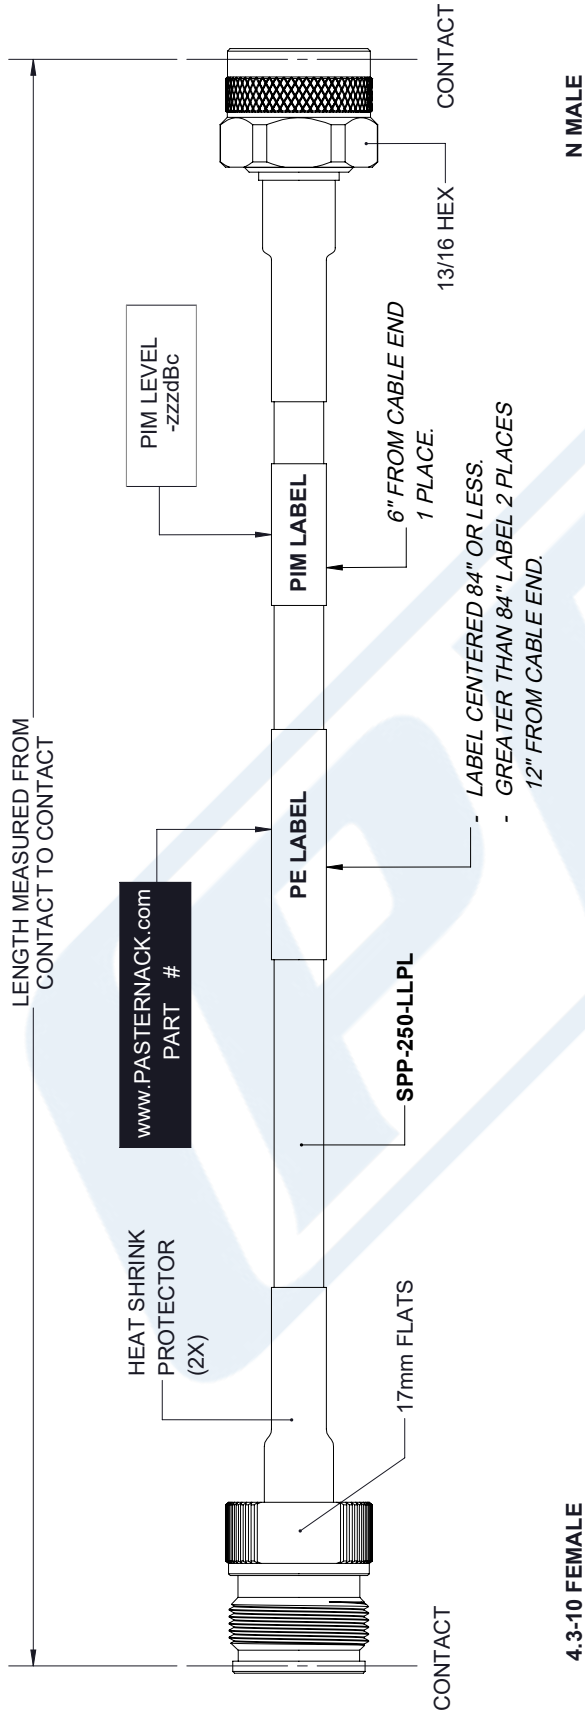 LENGTH MEASURED FROM
CONTACT TO CONTACT
www.PASTERNACK.com
PART #
PIM LEVEL
-zzzdBc
HEAT SHRINK
PROTECTOR
(2X)
PE LABEL
PIM LABEL
17mm FLATS
SPP-250-LLPL
6" FROM CABLE END
1 PLACE.
13/16 HEX
CONTACT
CONTACT
- LABEL CENTERED 84" OR LESS.
- GREATER THAN 84" LABEL 2 PLACES
12" FROM CABLE END.
4.3-10 FEMALE
N MALE